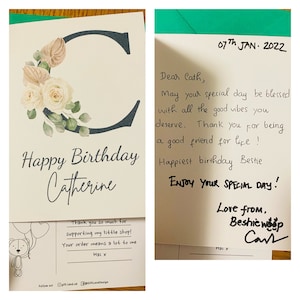 C
Happy Birthday
Catherine
Thank you so much for
supporting my little shop!
Your order means a lot to me
07TH JAN. 2022
Dear Cath,
May your special day be blessed
with all the good vibes you
deserve. Thank you for being
a good friend for life!
Happiest birthday Bestie
ENJOY YOUR SPECIAL DAY!
Love from,